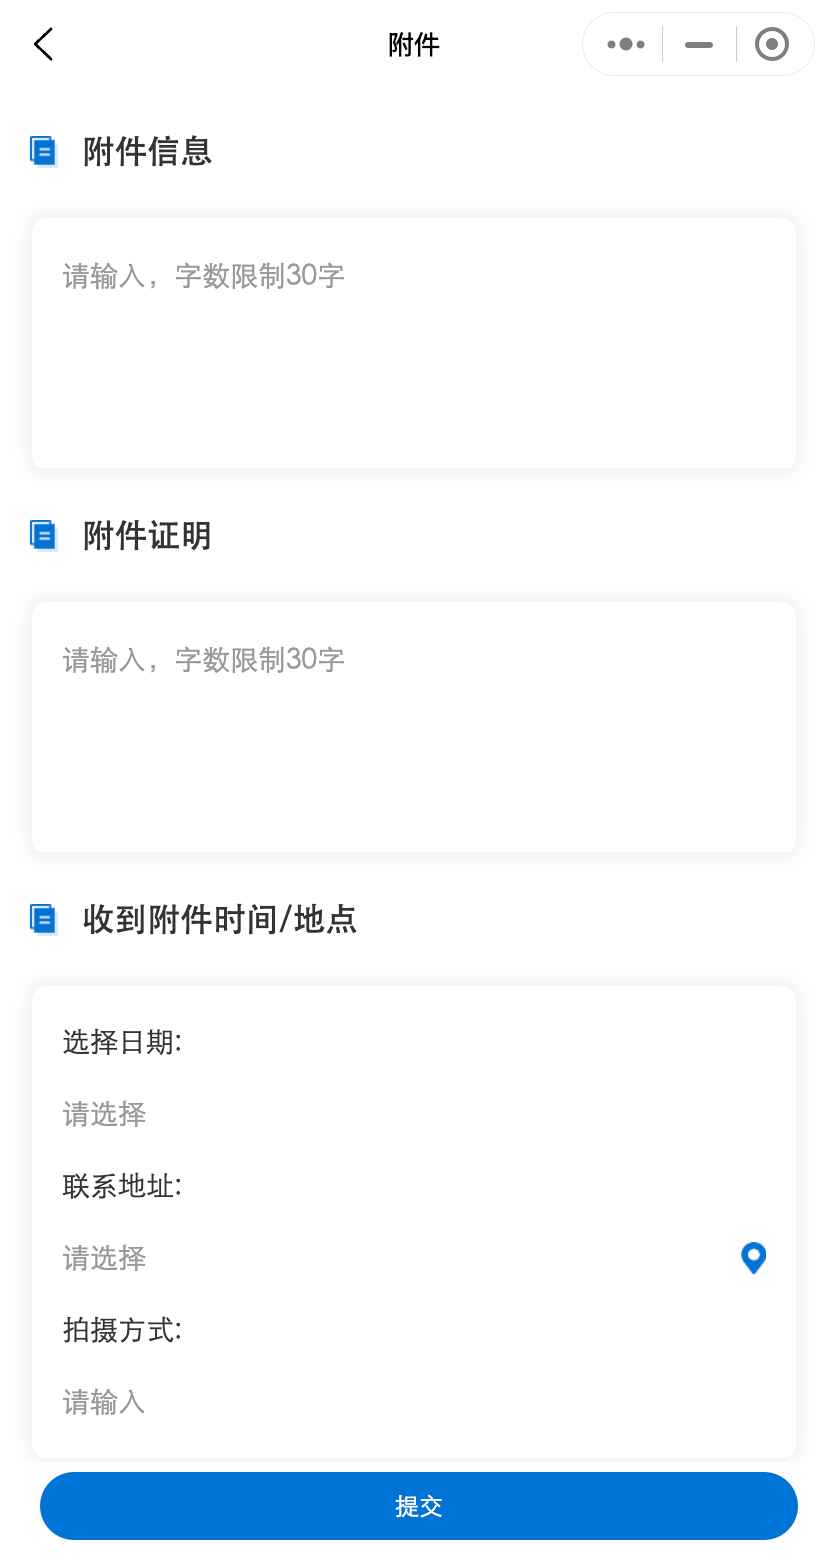 附件
附件信息
请输入，字数限制30字
附件证明
请输入，字数限制30字
收到附件时间/地点
选择日期:
请选择
联系地址:
请选择
拍摄方式:
请输入
提交